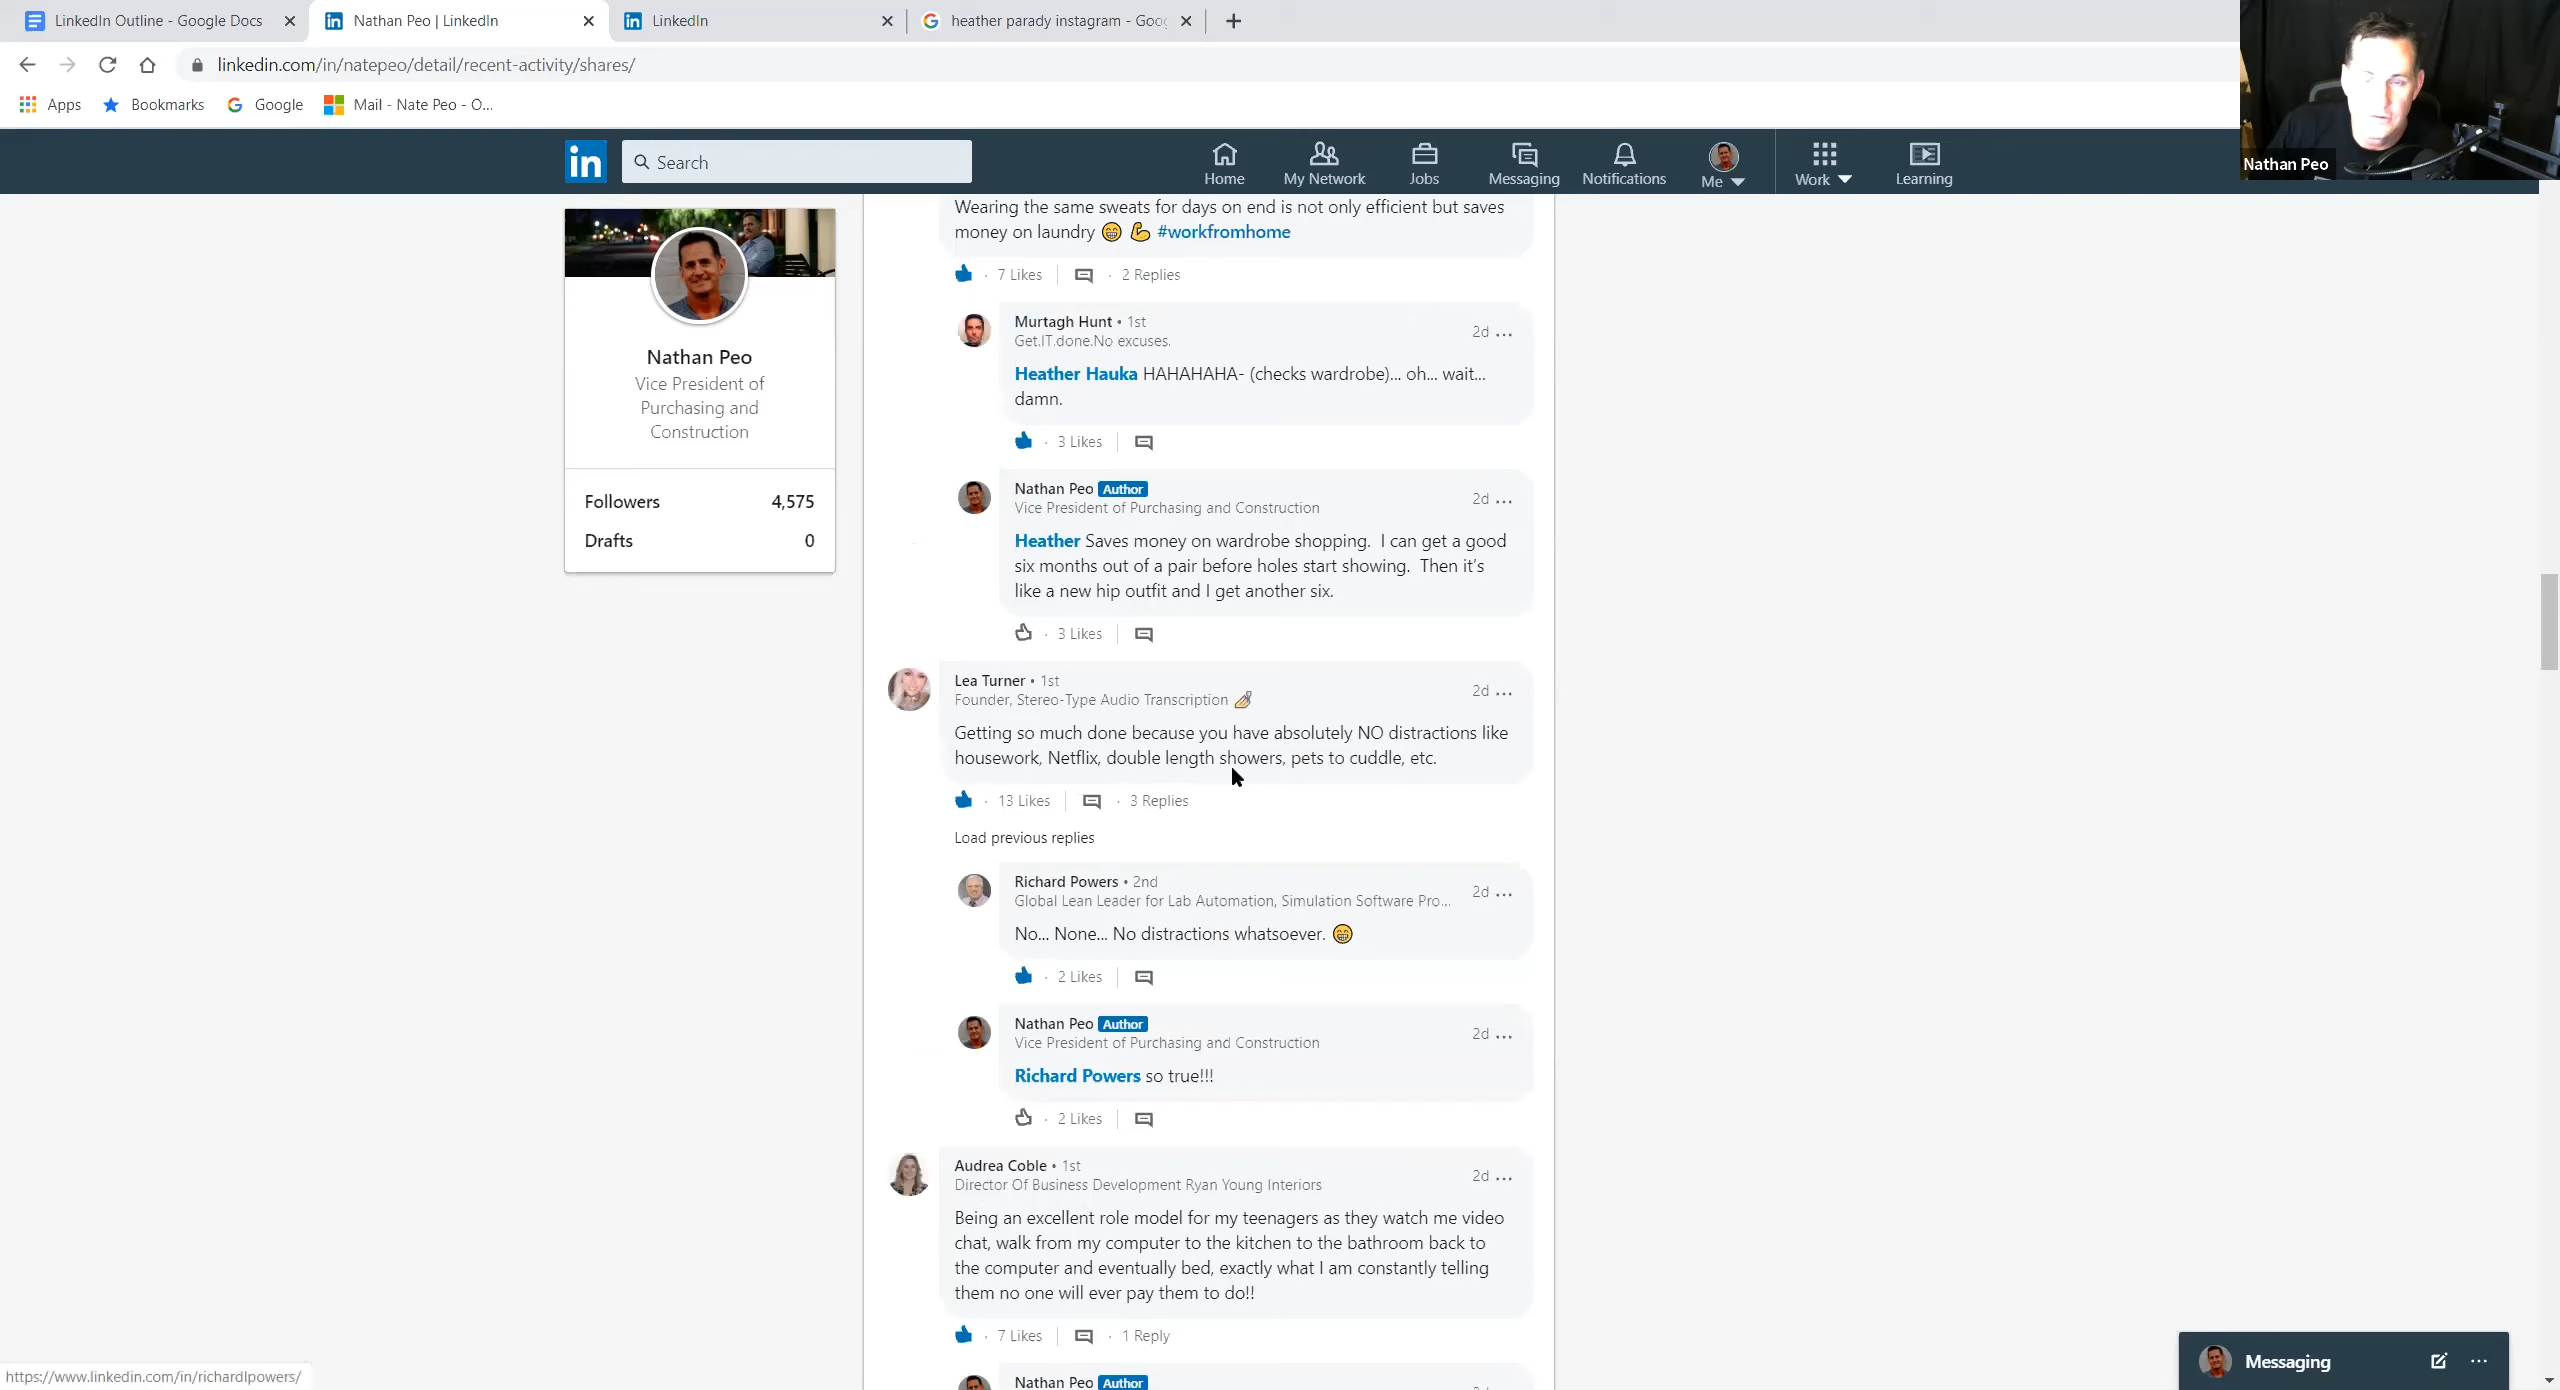 LinkedIn Outline - Google Docs
Nathan Peo | LinkedIn
LinkedIn
heather parady instagram - Goo
linkedin.com/in/natepeo/detail/recent-activity/shares/
Apps
Bookmarks
Google
Mail - Nate Peo - O...
in
Search
Home
My Network
Jobs
Messaging
Notifications
Me
Work
Learning
Nathan Peo
Nathan Peo
Vice President of
Purchasing and
Construction
Followers 4,575
Drafts 0
Wearing the same sweats for days on end is not only efficient but saves
money on laundry 😁 💪 #workfromhome
7 Likes · 2 Replies
Murtagh Hunt • 1st
2d ...
Get.IT.done.No excuses.
Heather Hauka HAHAHAHA- (checks wardrobe)... oh... wait...
damn.
· 3 Likes
Nathan Peo Author
2d ...
Vice President of Purchasing and Construction
Heather Saves money on wardrobe shopping. I can get a good
six months out of a pair before holes start showing. Then it's
like a new hip outfit and I get another six.
· 3 Likes
Lea Turner • 1st
2d ...
Founder, Stereo-Type Audio Transcription
Getting so much done because you have absolutely NO distractions like
housework, Netflix, double length showers, pets to cuddle, etc.
· 13 Likes · 3 Replies
Load previous replies
Richard Powers • 2nd
2d ...
Global Lean Leader for Lab Automation, Simulation Software Pro...
No... None... No distractions whatsoever. 😁
· 2 Likes
Nathan Peo Author
2d ...
Vice President of Purchasing and Construction
Richard Powers so true!!!
· 2 Likes
Audrea Coble • 1st
2d ...
Director Of Business Development Ryan Young Interiors
Being an excellent role model for my teenagers as they watch me video
chat, walk from my computer to the kitchen to the bathroom back to
the computer and eventually bed, exactly what I am constantly telling
them no one will ever pay them to do!!
· 7 Likes · 1 Reply
Nathan Peo Author
https://www.linkedin.com/in/richardlpowers/
Messaging